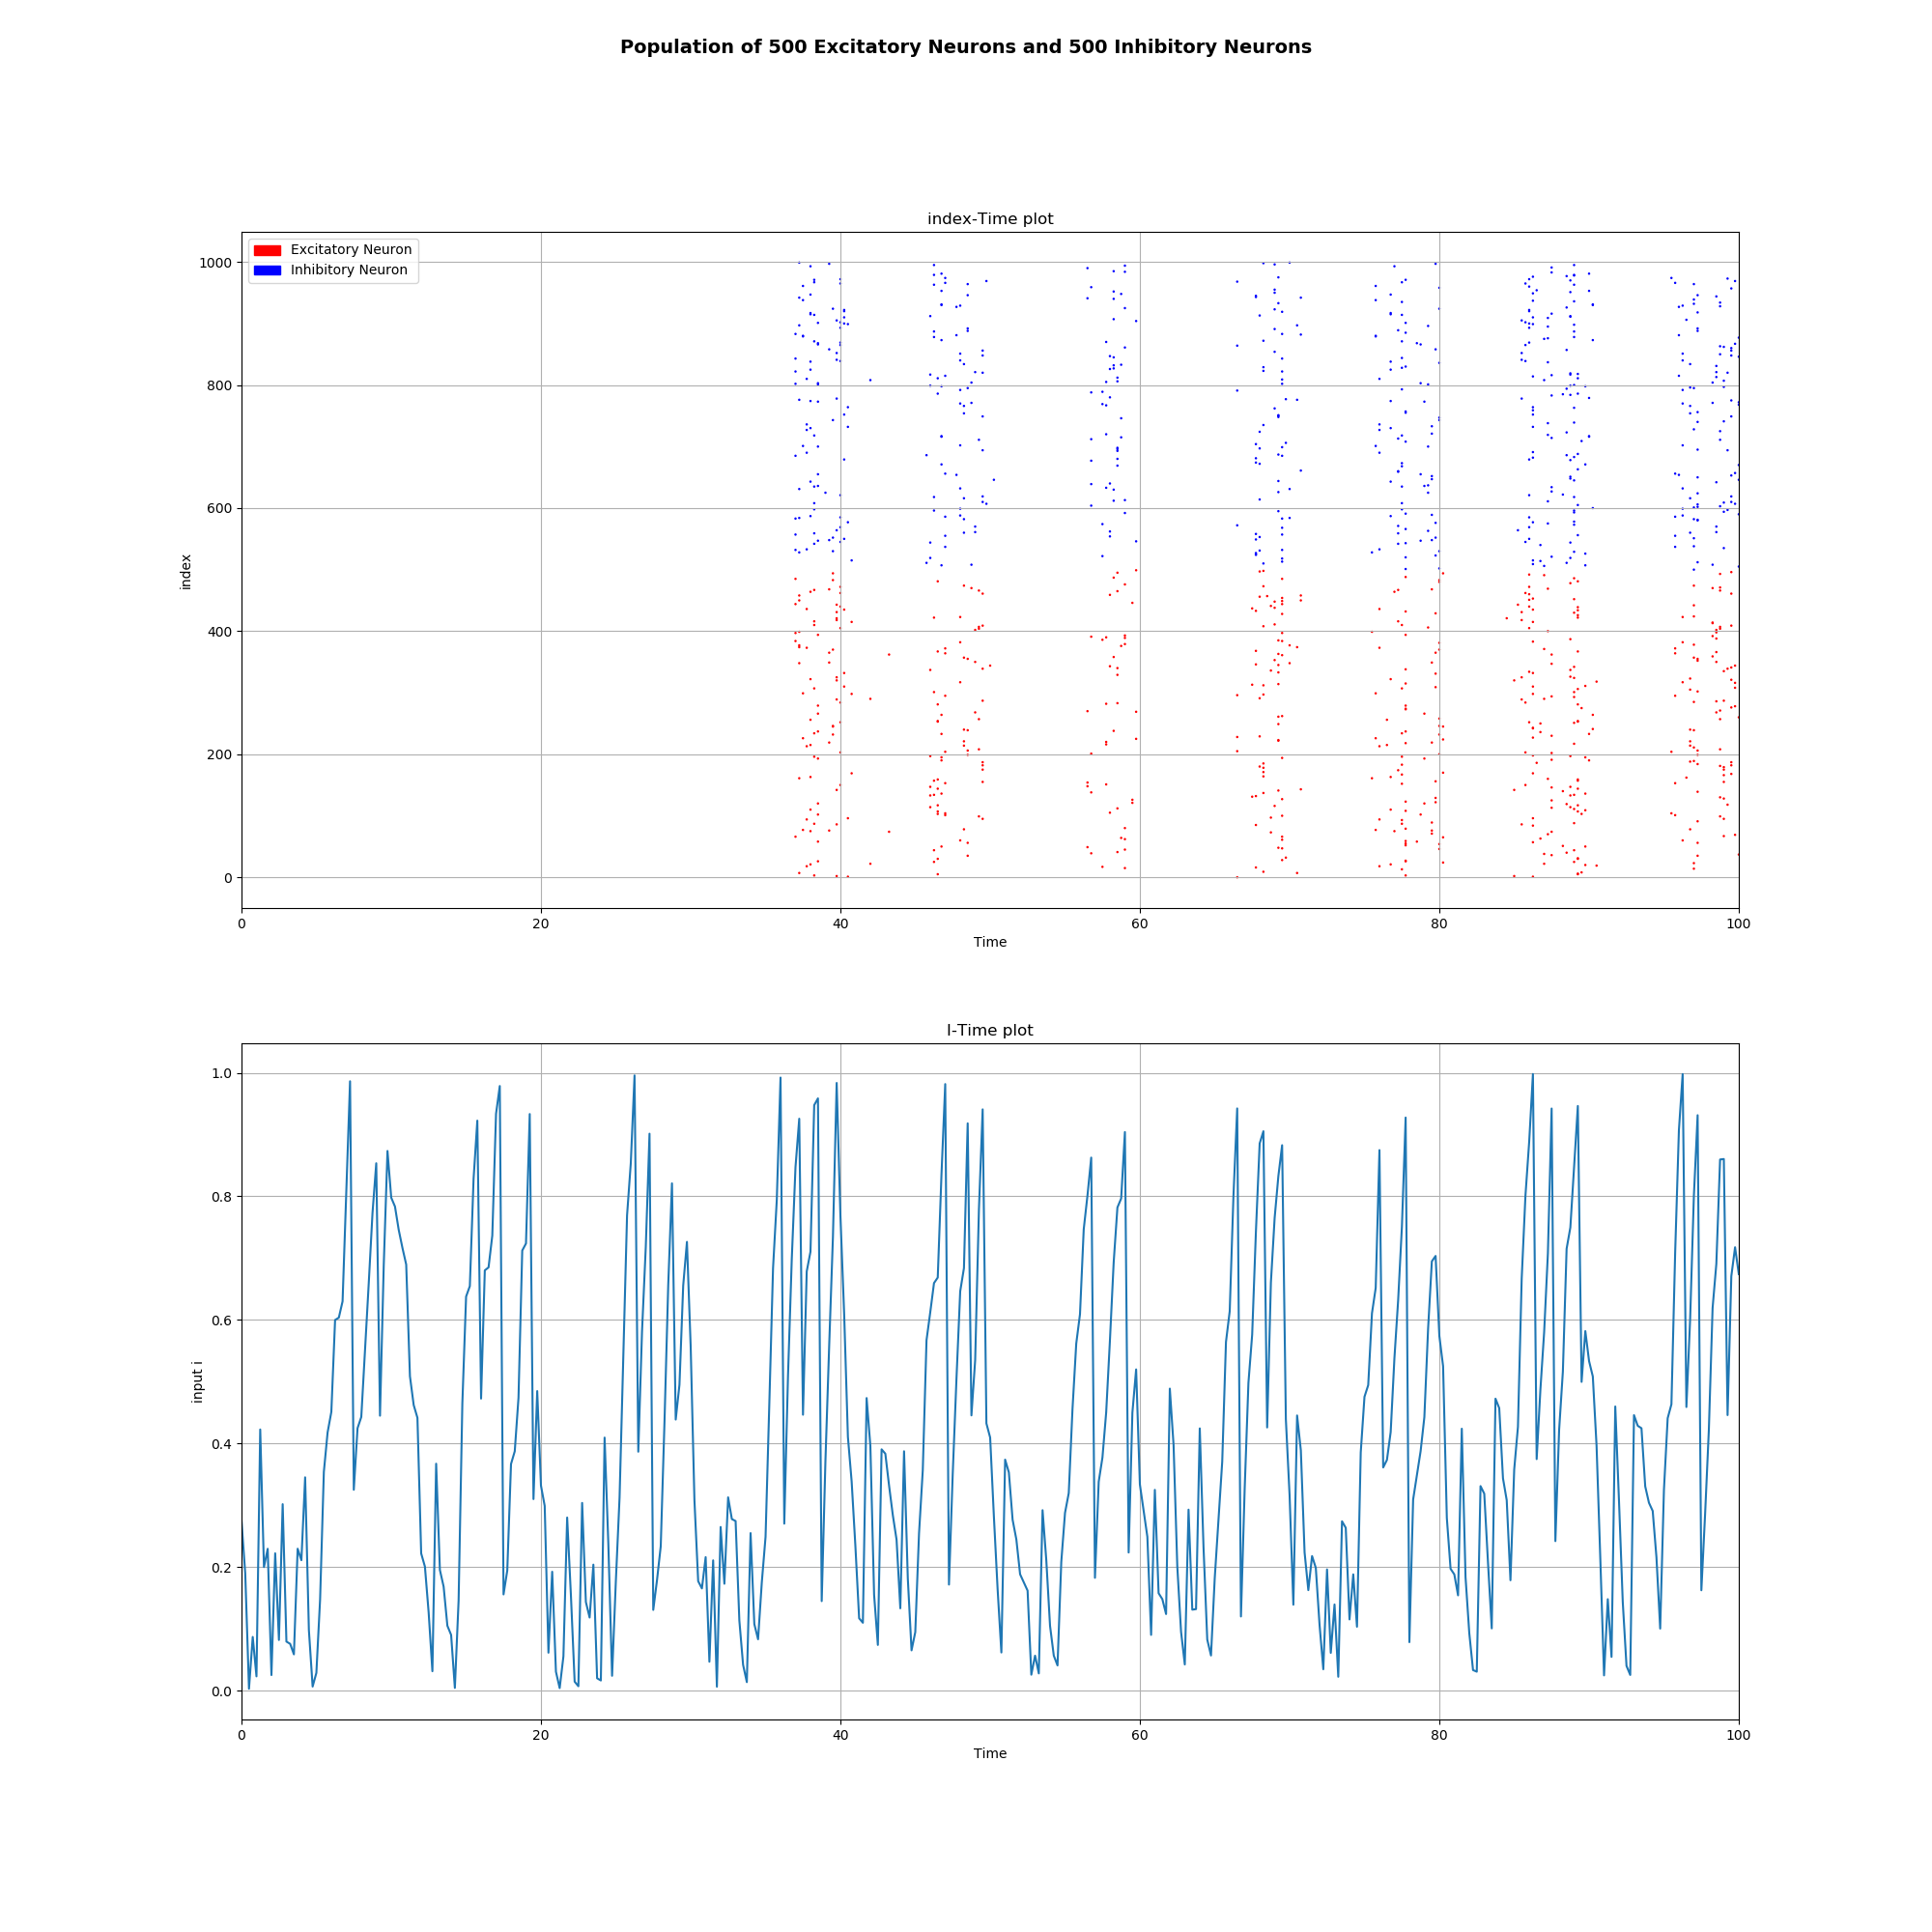 Population of 500 Excitatory Neurons and 500 Inhibitory Neurons
index-Time plot
Excitatory Neuron
Inhibitory Neuron
1000
800
600
400
200
0
index
0 20 40 60 80 100
Time
I-Time plot
1.0
0.8
0.6
0.4
0.2
0.0
input i
0 20 40 60 80 100
Time